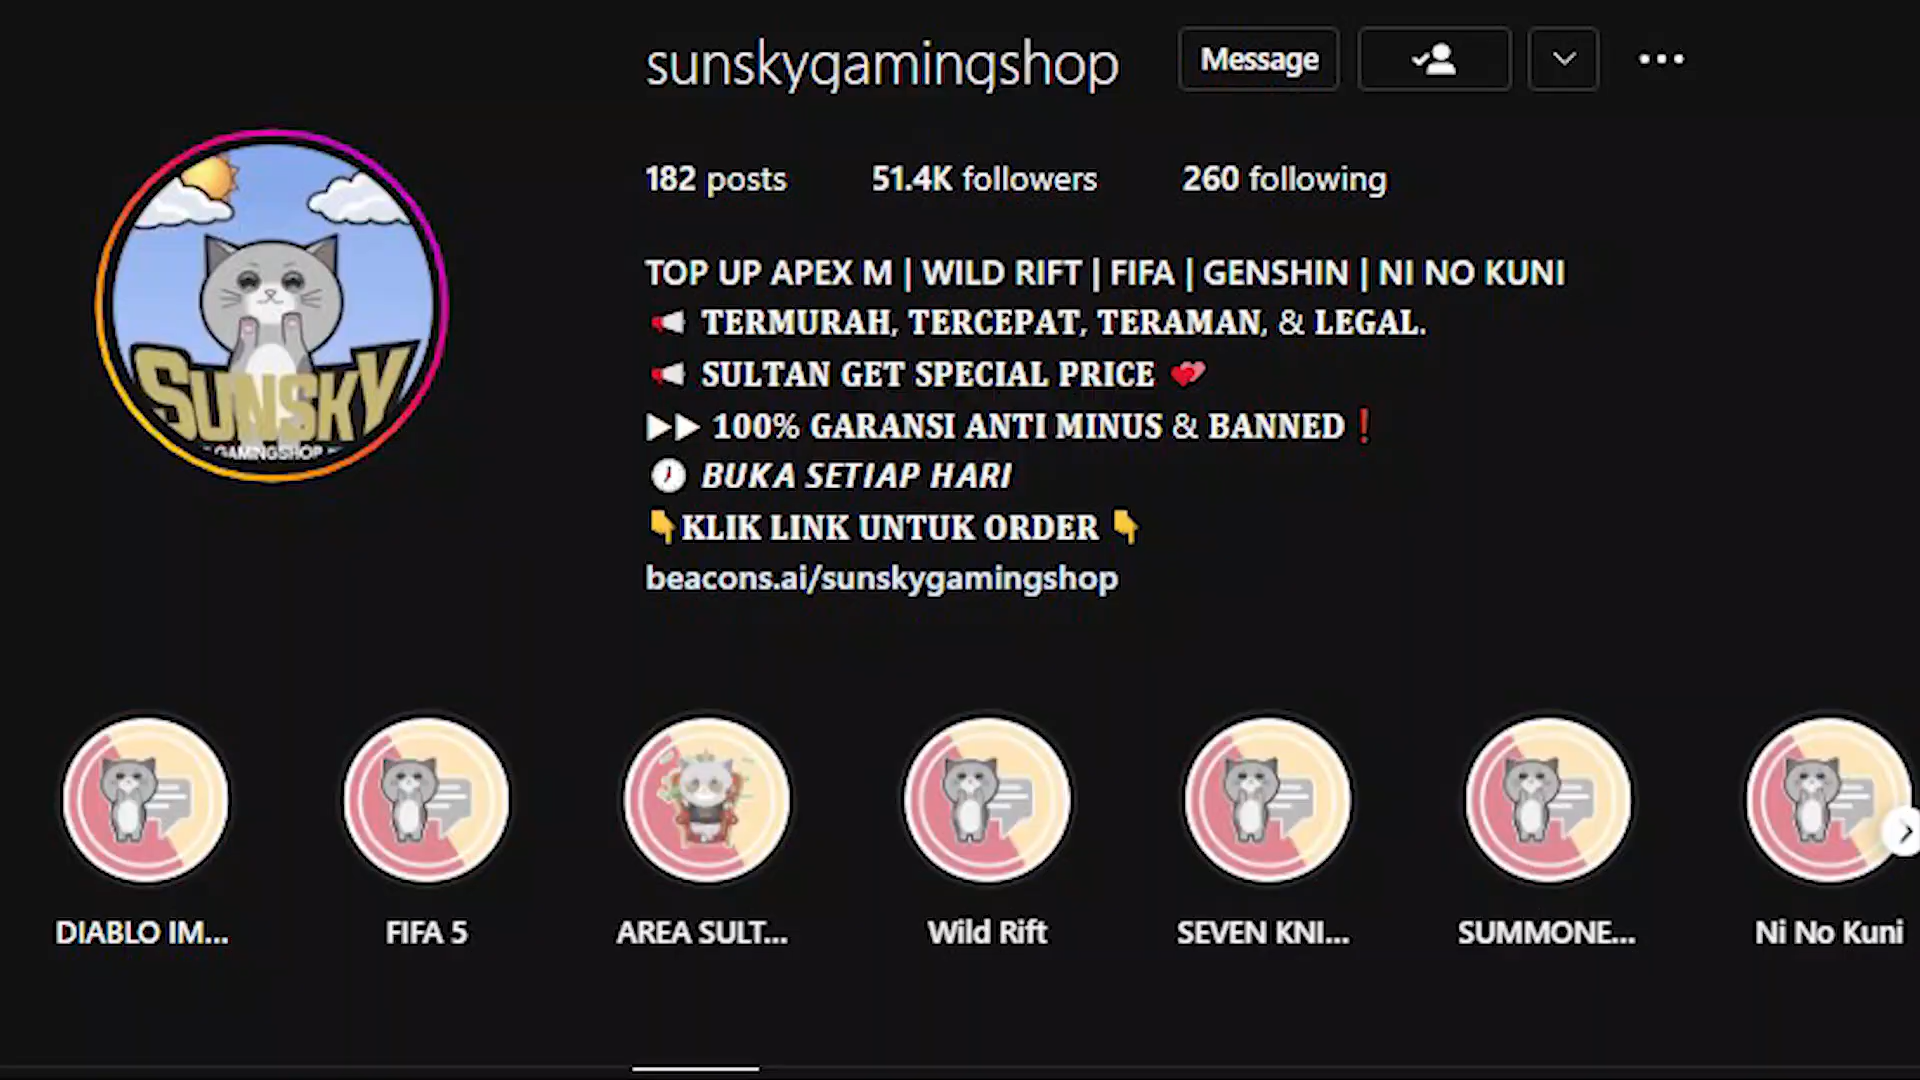 sunskygamingshop
Message
182 posts
51.4K followers
260 following
SUNSKY
GAMINGSHOP
TOP UP APEX M | WILD RIFT | FIFA | GENSHIN | NI NO KUNI
📢 TERMURAH, TERCEPAT, TERAMAN, & LEGAL.
📢 SULTAN GET SPECIAL PRICE 💕
▶▶ 100% GARANSI ANTI MINUS & BANNED❗
🕖 BUKA SETIAP HARI
👇KLIK LINK UNTUK ORDER 👇
beacons.ai/sunskygamingshop
DIABLO IM...
FIFA 5
AREA SULT...
Wild Rift
SEVEN KNI...
SUMMONE...
Ni No Kuni